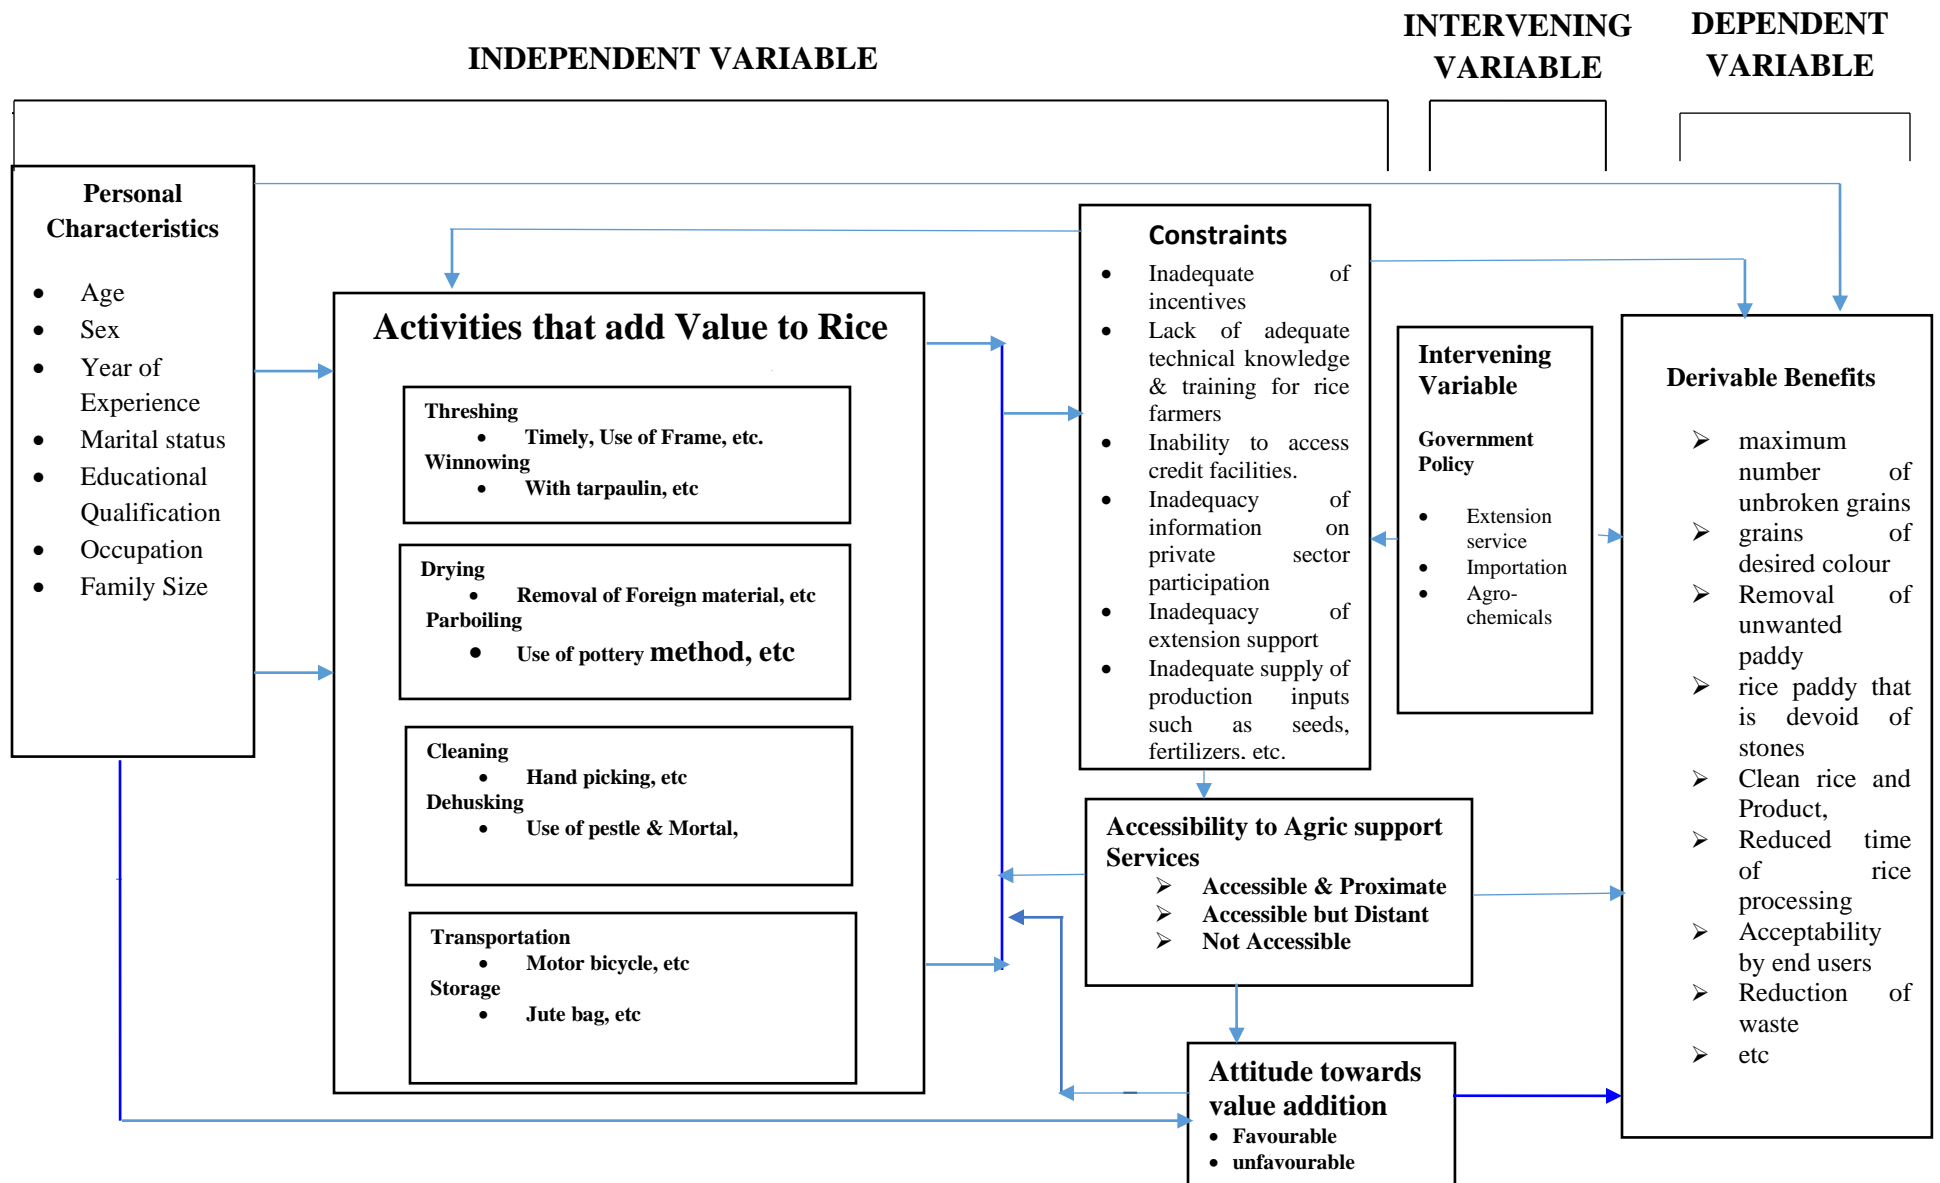 INDEPENDENT VARIABLE
INTERVENING
VARIABLE
DEPENDENT
VARIABLE
Personal
Characteristics
• Age
• Sex
• Year of
Experience
• Marital status
• Educational
Qualification
• Occupation
• Family Size
Activities that add Value to Rice
Threshing
• Timely, Use of Frame, etc.
Winnowing
• With tarpaulin, etc
Drying
• Removal of Foreign material, etc
Parboiling
• Use of pottery method, etc
Cleaning
• Hand picking, etc
Dehusking
• Use of pestle & Mortal,
Transportation
• Motor bicycle, etc
Storage
• Jute bag, etc
Constraints
• Inadequate of
incentives
• Lack of adequate
technical knowledge
& training for rice
farmers
• Inability to access
credit facilities.
• Inadequacy of
information on
private sector
participation
• Inadequacy of
extension support
• Inadequate supply of
production inputs
such as seeds,
fertilizers, etc.
Accessibility to Agric support
Services
➢ Accessible & Proximate
➢ Accessible but Distant
➢ Not Accessible
Attitude towards
value addition
• Favourable
• unfavourable
Intervening
Variable
Government
Policy
• Extension
service
• Importation
• Agro-
chemicals
Derivable Benefits
➢ maximum
number of
unbroken grains
➢ grains of
desired colour
➢ Removal of
unwanted
paddy
➢ rice paddy that
is devoid of
stones
➢ Clean rice and
Product,
➢ Reduced time
of rice
processing
➢ Acceptability
by end users
➢ Reduction of
waste
➢ etc